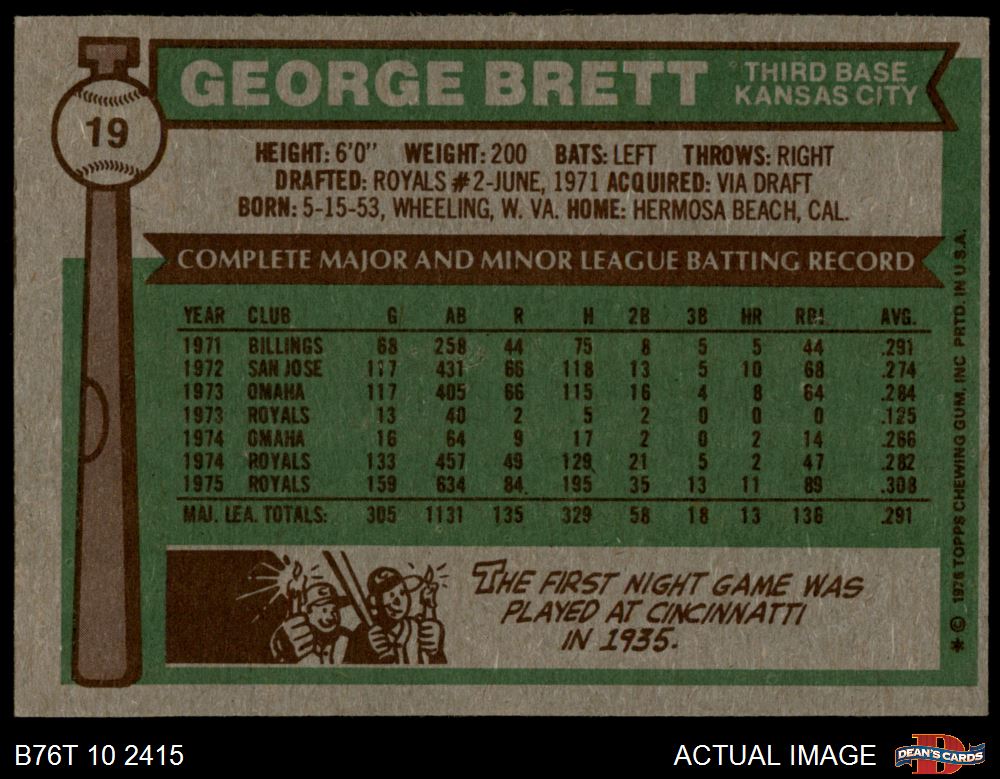 19
GEORGE BRETT
THIRD BASE
KANSAS CITY
HEIGHT: 6'0" WEIGHT: 200 BATS: LEFT THROWS: RIGHT
DRAFTED: ROYALS #2-JUNE, 1971 ACQUIRED: VIA DRAFT
BORN: 5-15-53, WHEELING, W. VA. HOME: HERMOSA BEACH, CAL.
COMPLETE MAJOR AND MINOR LEAGUE BATTING RECORD
YEAR CLUB G AB R H 2B 3B HR RBI AVG.
1971 BILLINGS 68 258 44 75 8 5 5 44 .291
1972 SAN JOSE 117 431 66 118 13 5 10 68 .274
1973 OMAHA 117 405 66 115 16 4 8 64 .284
1973 ROYALS 13 40 2 5 2 0 0 0 .125
1974 OMAHA 16 64 9 17 2 0 2 14 .266
1974 ROYALS 133 457 49 129 21 5 2 47 .282
1975 ROYALS 159 634 84 195 35 13 11 89 .308
MAJ. LEA. TOTALS: 305 1131 135 329 58 18 13 136 .291
THE FIRST NIGHT GAME WAS
PLAYED AT CINCINNATTI
IN 1935.
* © 1976 TOPPS CHEWING GUM, INC PRTD. IN U.S.A.
B76T 10 2415
ACTUAL IMAGE
DEAN'S CARDS